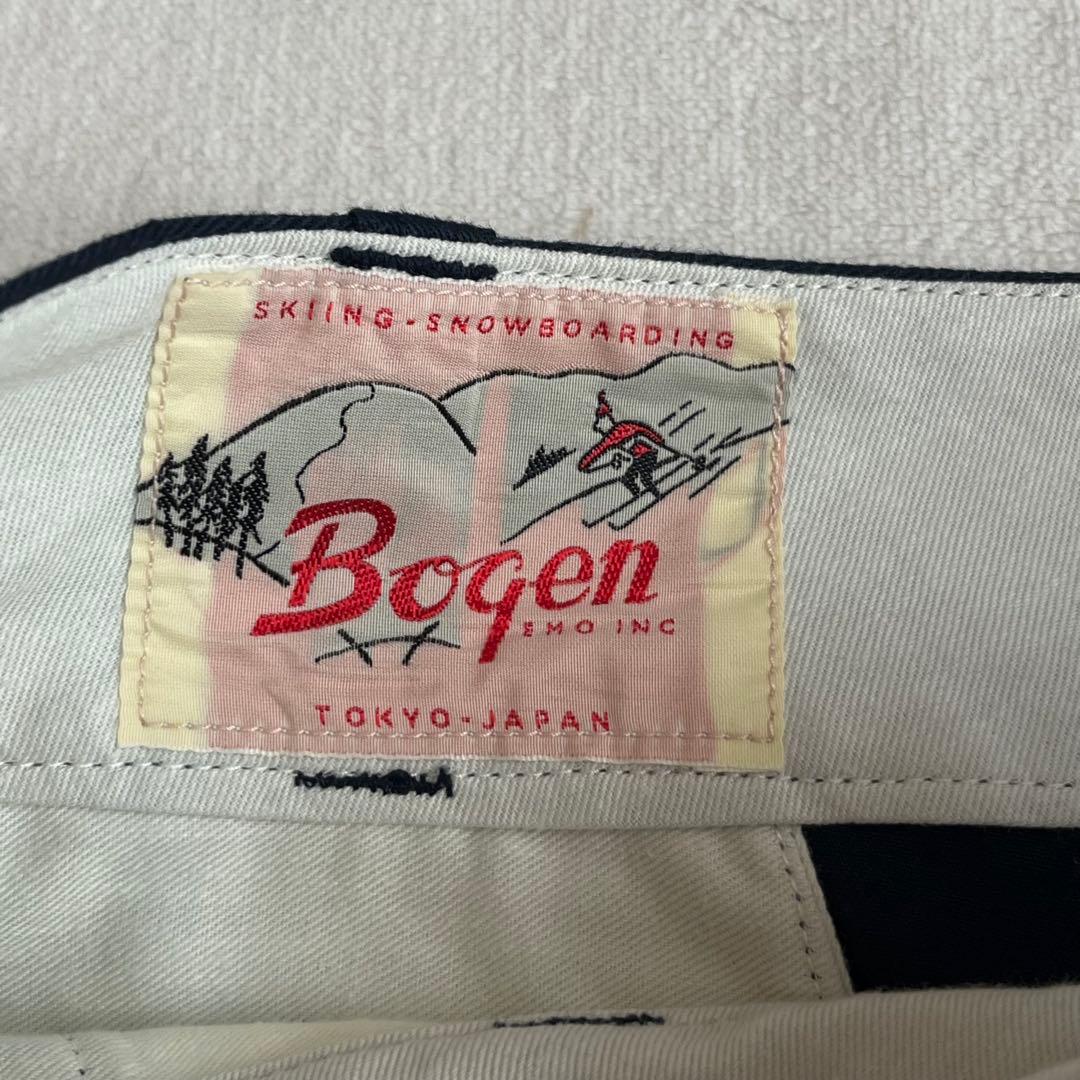 SKIING-SNOWBOARDING
Bogen
EMO INC
TOKYO-JAPAN